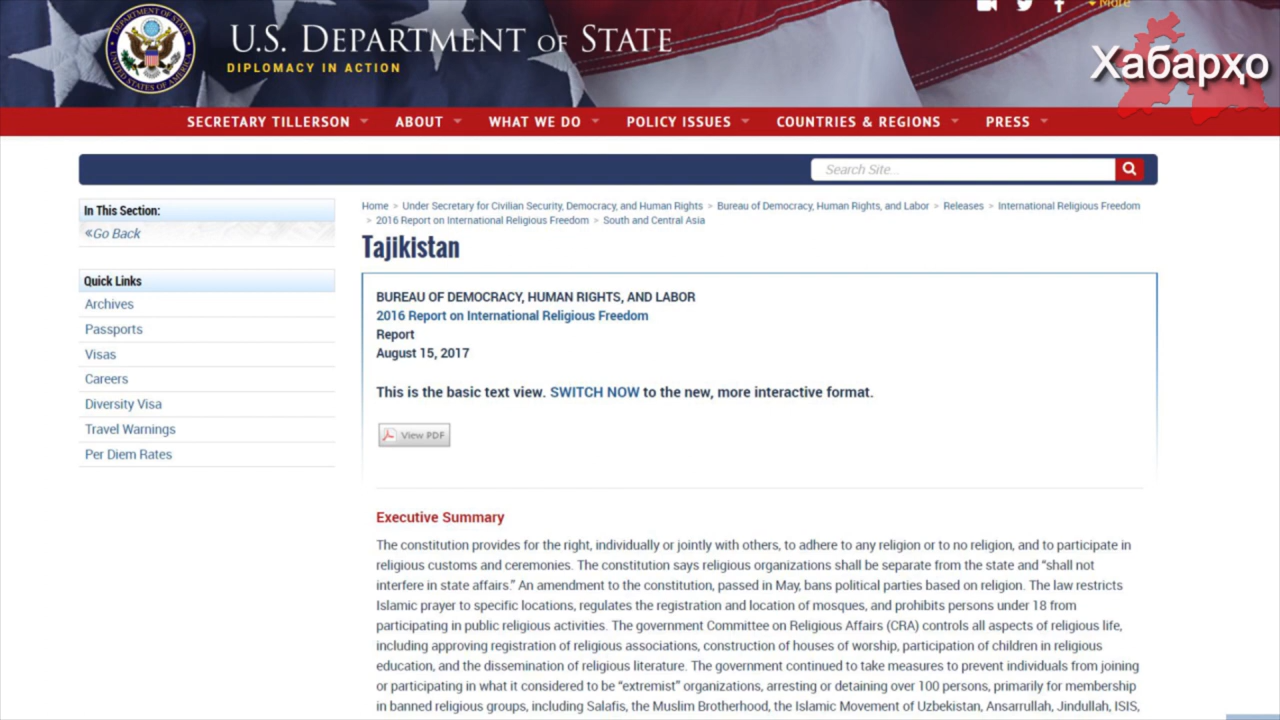 More
U.S. DEPARTMENT OF STATE
DIPLOMACY IN ACTION
Хабарҳо
SECRETARY TILLERSON ABOUT WHAT WE DO POLICY ISSUES COUNTRIES & REGIONS PRESS
Search Site...
In This Section:
«Go Back
Quick Links
Archives
Passports
Visas
Careers
Diversity Visa
Travel Warnings
Per Diem Rates
Home > Under Secretary for Civilian Security, Democracy, and Human Rights > Bureau of Democracy, Human Rights, and Labor > Releases > International Religious Freedom
> 2016 Report on International Religious Freedom > South and Central Asia
Tajikistan
BUREAU OF DEMOCRACY, HUMAN RIGHTS, AND LABOR
2016 Report on International Religious Freedom
Report
August 15, 2017
This is the basic text view. SWITCH NOW to the new, more interactive format.
View PDF
Executive Summary
The constitution provides for the right, individually or jointly with others, to adhere to any religion or to no religion, and to participate in
religious customs and ceremonies. The constitution says religious organizations shall be separate from the state and “shall not
interfere in state affairs.” An amendment to the constitution, passed in May, bans political parties based on religion. The law restricts
Islamic prayer to specific locations, regulates the registration and location of mosques, and prohibits persons under 18 from
participating in public religious activities. The government Committee on Religious Affairs (CRA) controls all aspects of religious life,
including approving registration of religious associations, construction of houses of worship, participation of children in religious
education, and the dissemination of religious literature. The government continued to take measures to prevent individuals from joining
or participating in what it considered to be “extremist” organizations, arresting or detaining over 100 persons, primarily for membership
in banned religious groups, including Salafis, the Muslim Brotherhood, the Islamic Movement of Uzbekistan, Ansarrullah, Jindullah, ISIS,